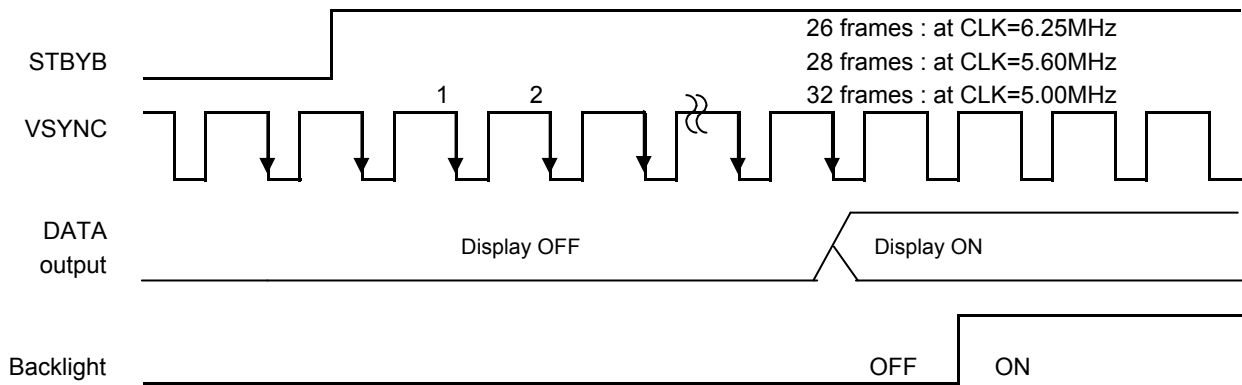 26 frames : at CLK=6.25MHz
STBYB
28 frames : at CLK=5.60MHz
1 2
32 frames : at CLK=5.00MHz
VSYNC
DATA
output
Display OFF
Display ON
Backlight
OFF
ON